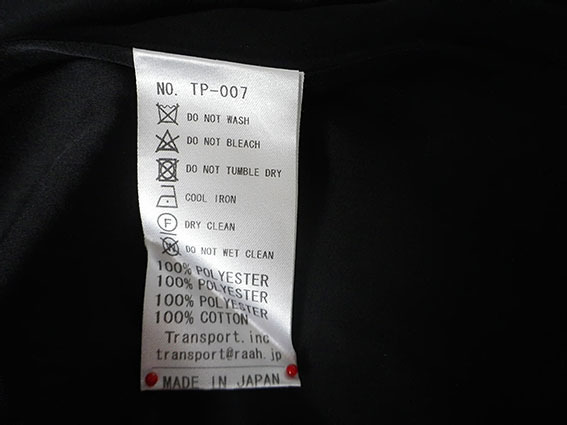 NO. TP-007
DO NOT WASH
DO NOT BLEACH
DO NOT TUMBLE DRY
COOL IRON
F DRY CLEAN
W DO NOT WET CLEAN
100% POLYESTER
100% POLYESTER
100% POLYESTER
100% COTTON
Transport.inc
transport@raah.jp
MADE IN JAPAN